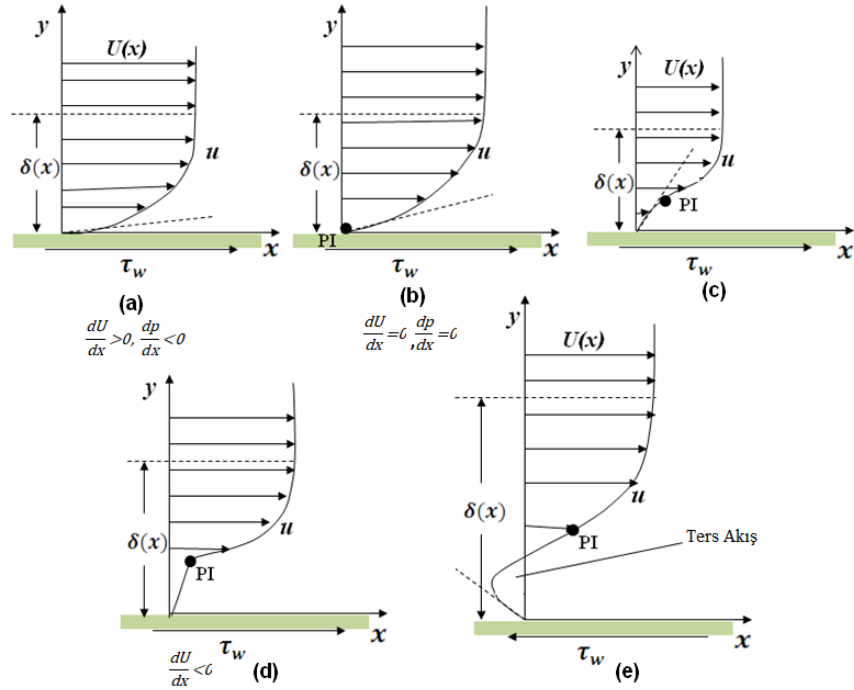 y
U(x)
δ(x)
u
x
τw
(a)
dU/dx >0, dp/dx <0
y
δ(x)
u
PI
x
τw
(b)
dU/dx =0, dp/dx =0
y
U(x)
δ(x)
u
PI
x
τw
(c)
y
δ(x)
u
PI
x
τw
dU/dx <0
(d)
y
U(x)
u
δ(x)
PI
Ters Akış
x
τw
(e)